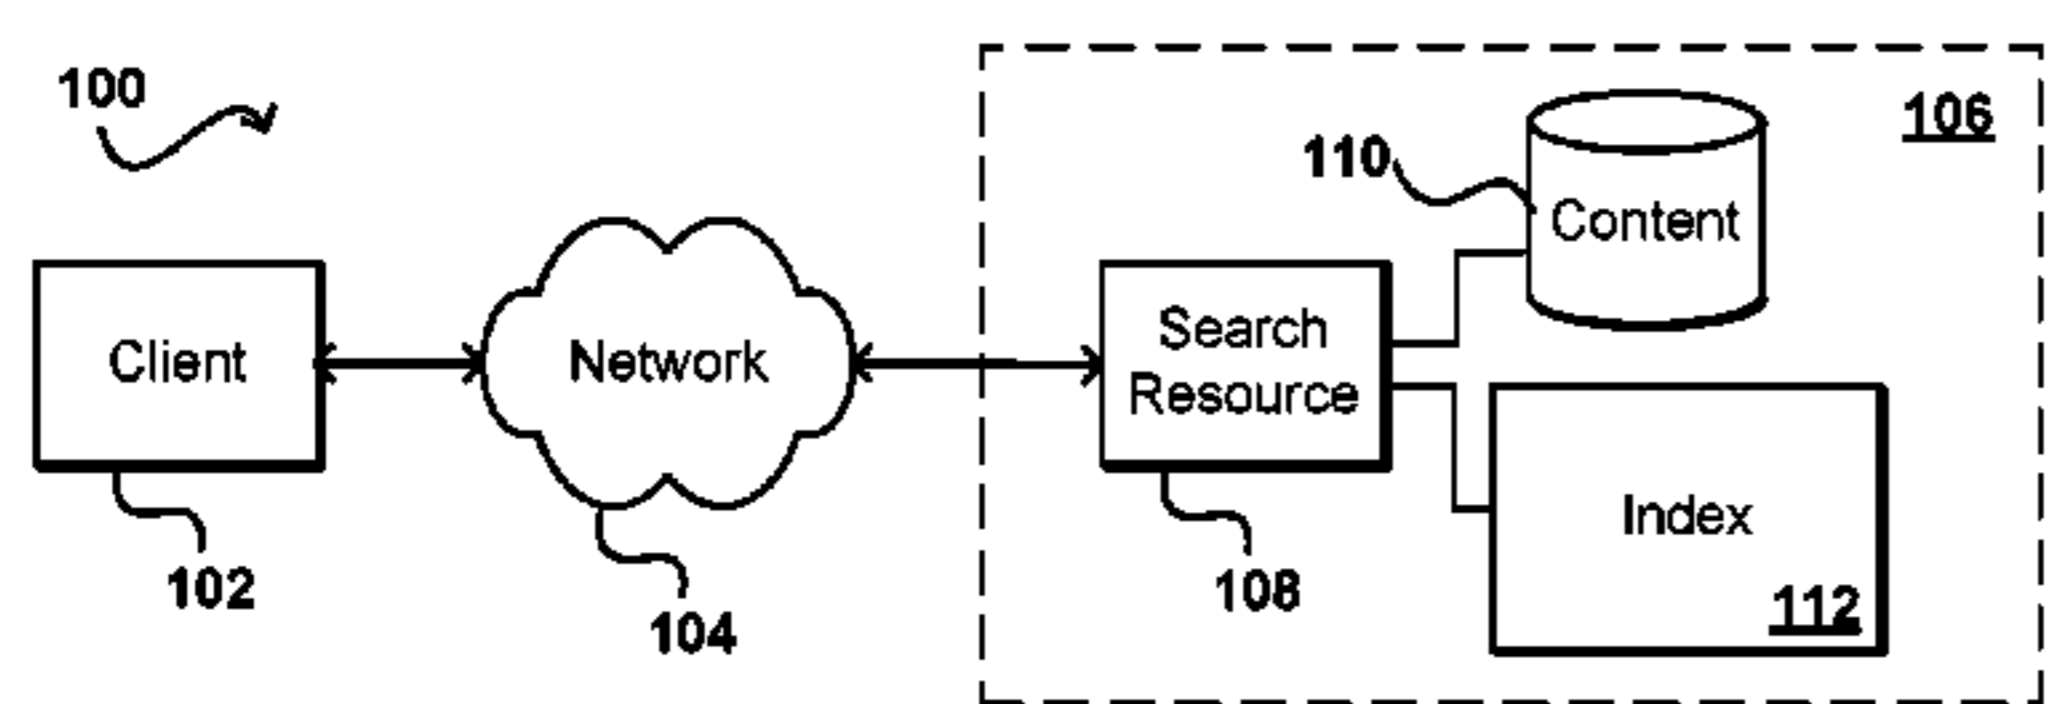 100
106
110
Content
Client
Network
Search
Resource
Index
102
104
108
112